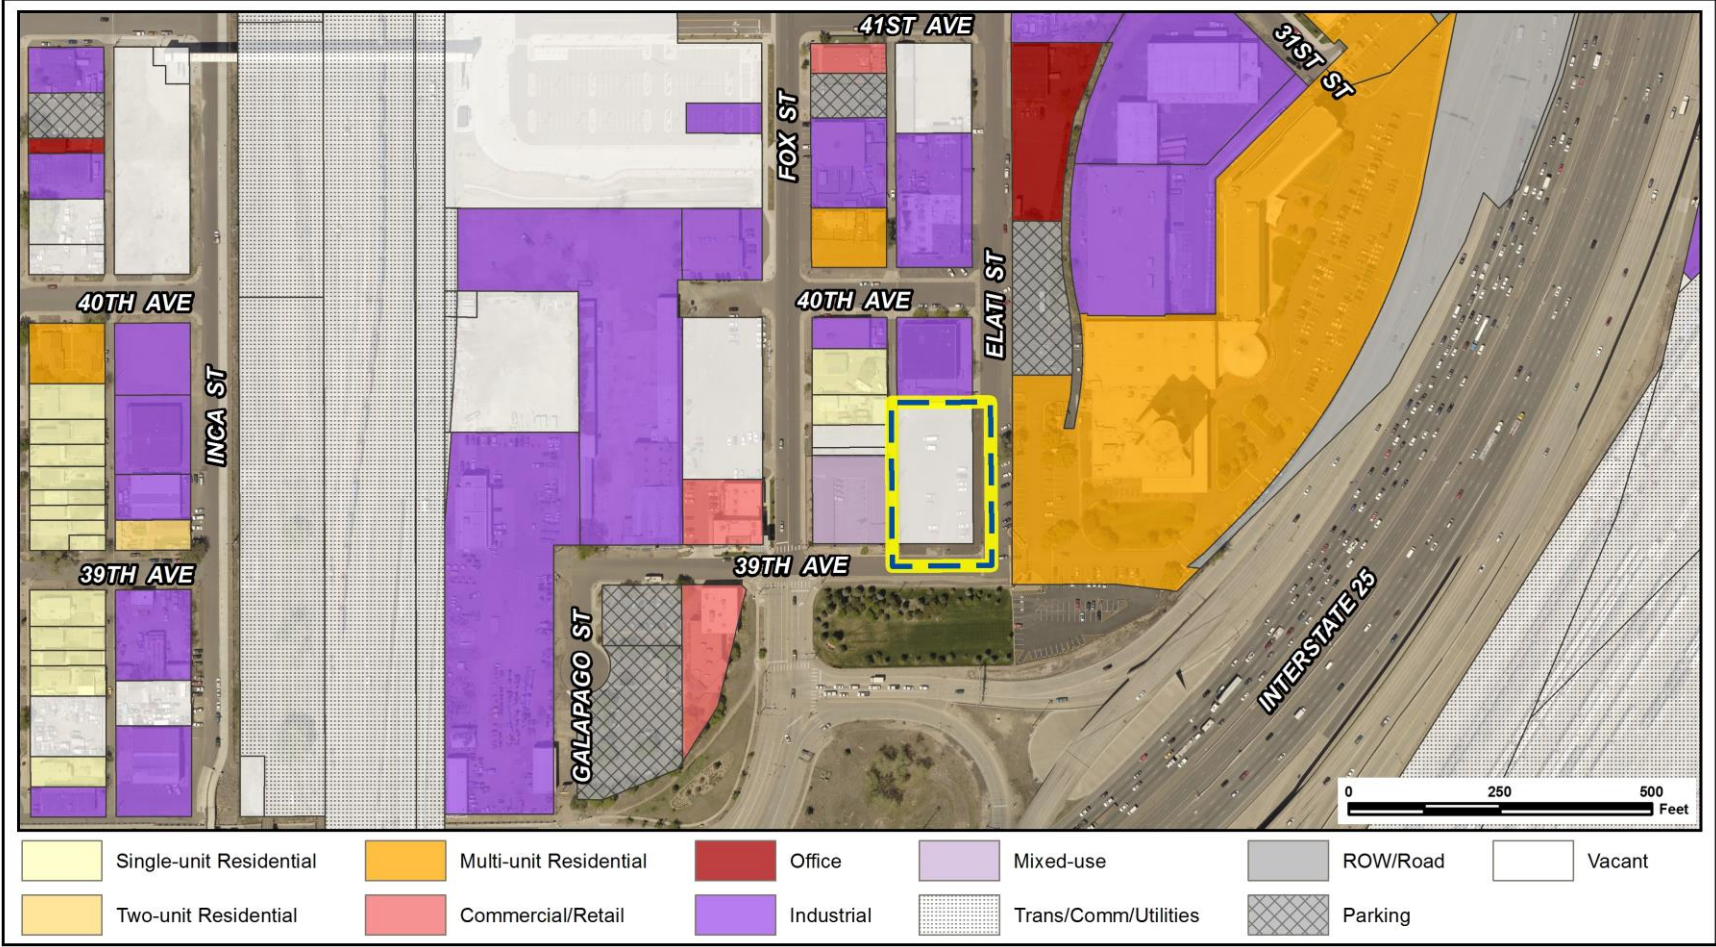 41ST AVE
31ST ST
FOX ST
40TH AVE
40TH AVE
ELATI ST
INCA ST
39TH AVE
39TH AVE
GALAPAGO ST
INTERSTATE 25
0 250 500
Feet
Single-unit Residential
Multi-unit Residential
Office
Mixed-use
ROW/Road
Vacant
Two-unit Residential
Commercial/Retail
Industrial
Trans/Comm/Utilities
Parking